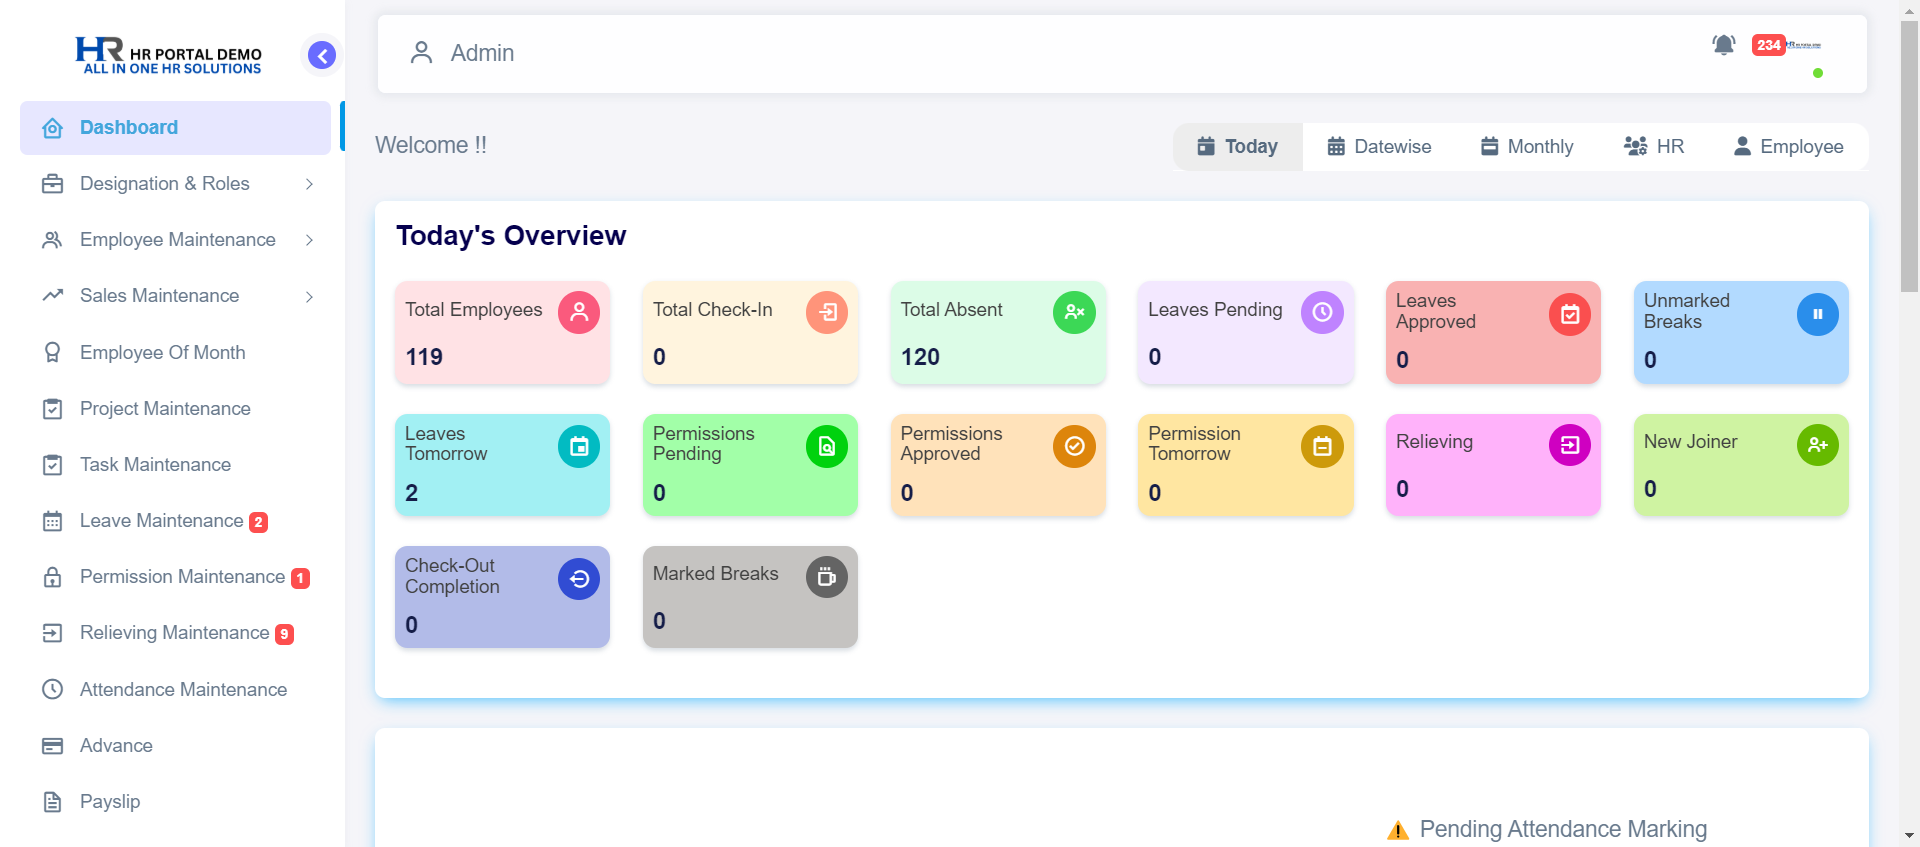 HR HR PORTAL DEMO
ALL IN ONE HR SOLUTIONS
Dashboard
Designation & Roles
Employee Maintenance
Sales Maintenance
Employee Of Month
Project Maintenance
Task Maintenance
Leave Maintenance 2
Permission Maintenance 1
Relieving Maintenance 9
Attendance Maintenance
Advance
Payslip
Admin
234
Welcome !!
Today
Datewise
Monthly
HR
Employee
Today's Overview
Total Employees
119
Total Check-In
0
Total Absent
120
Leaves Pending
0
Leaves
Approved
0
Unmarked
Breaks
0
Leaves
Tomorrow
2
Permissions
Pending
0
Permissions
Approved
0
Permission
Tomorrow
0
Relieving
0
New Joiner
0
Check-Out
Completion
0
Marked Breaks
0
Pending Attendance Marking